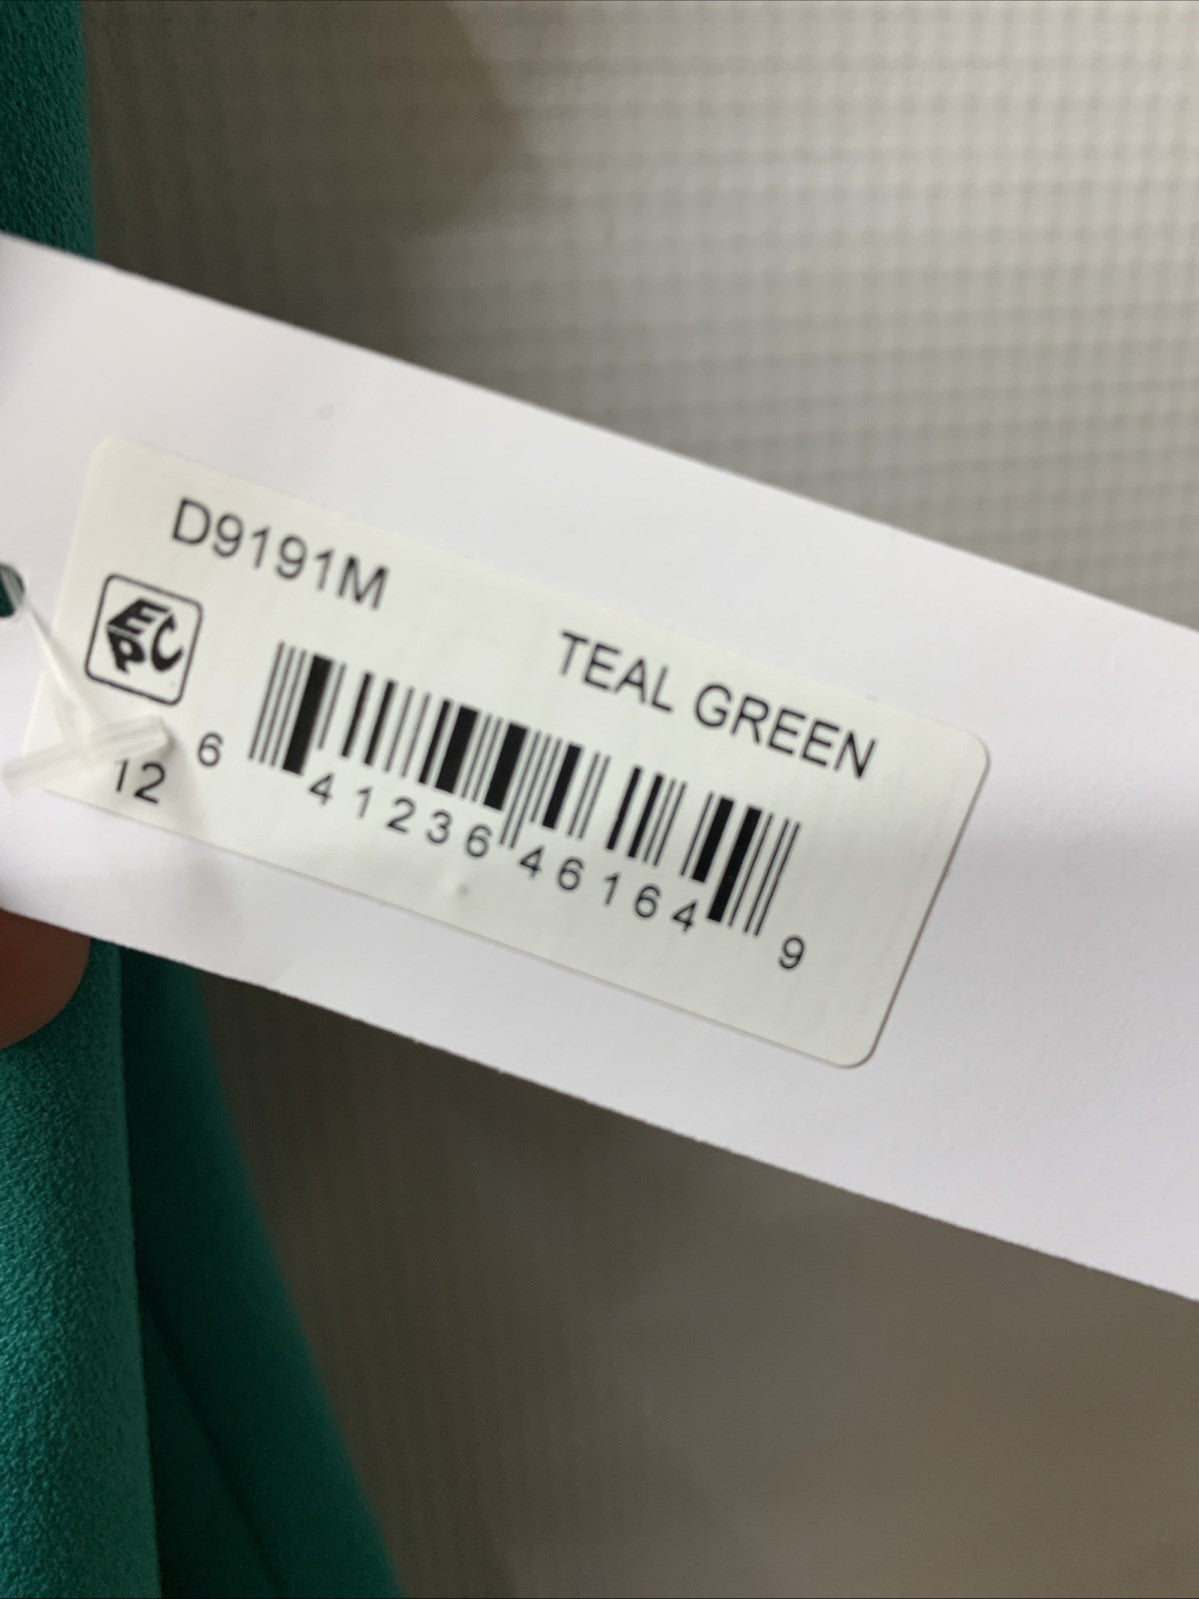 D9191M
TEAL GREEN
EPC
6 41236 46164 9
12